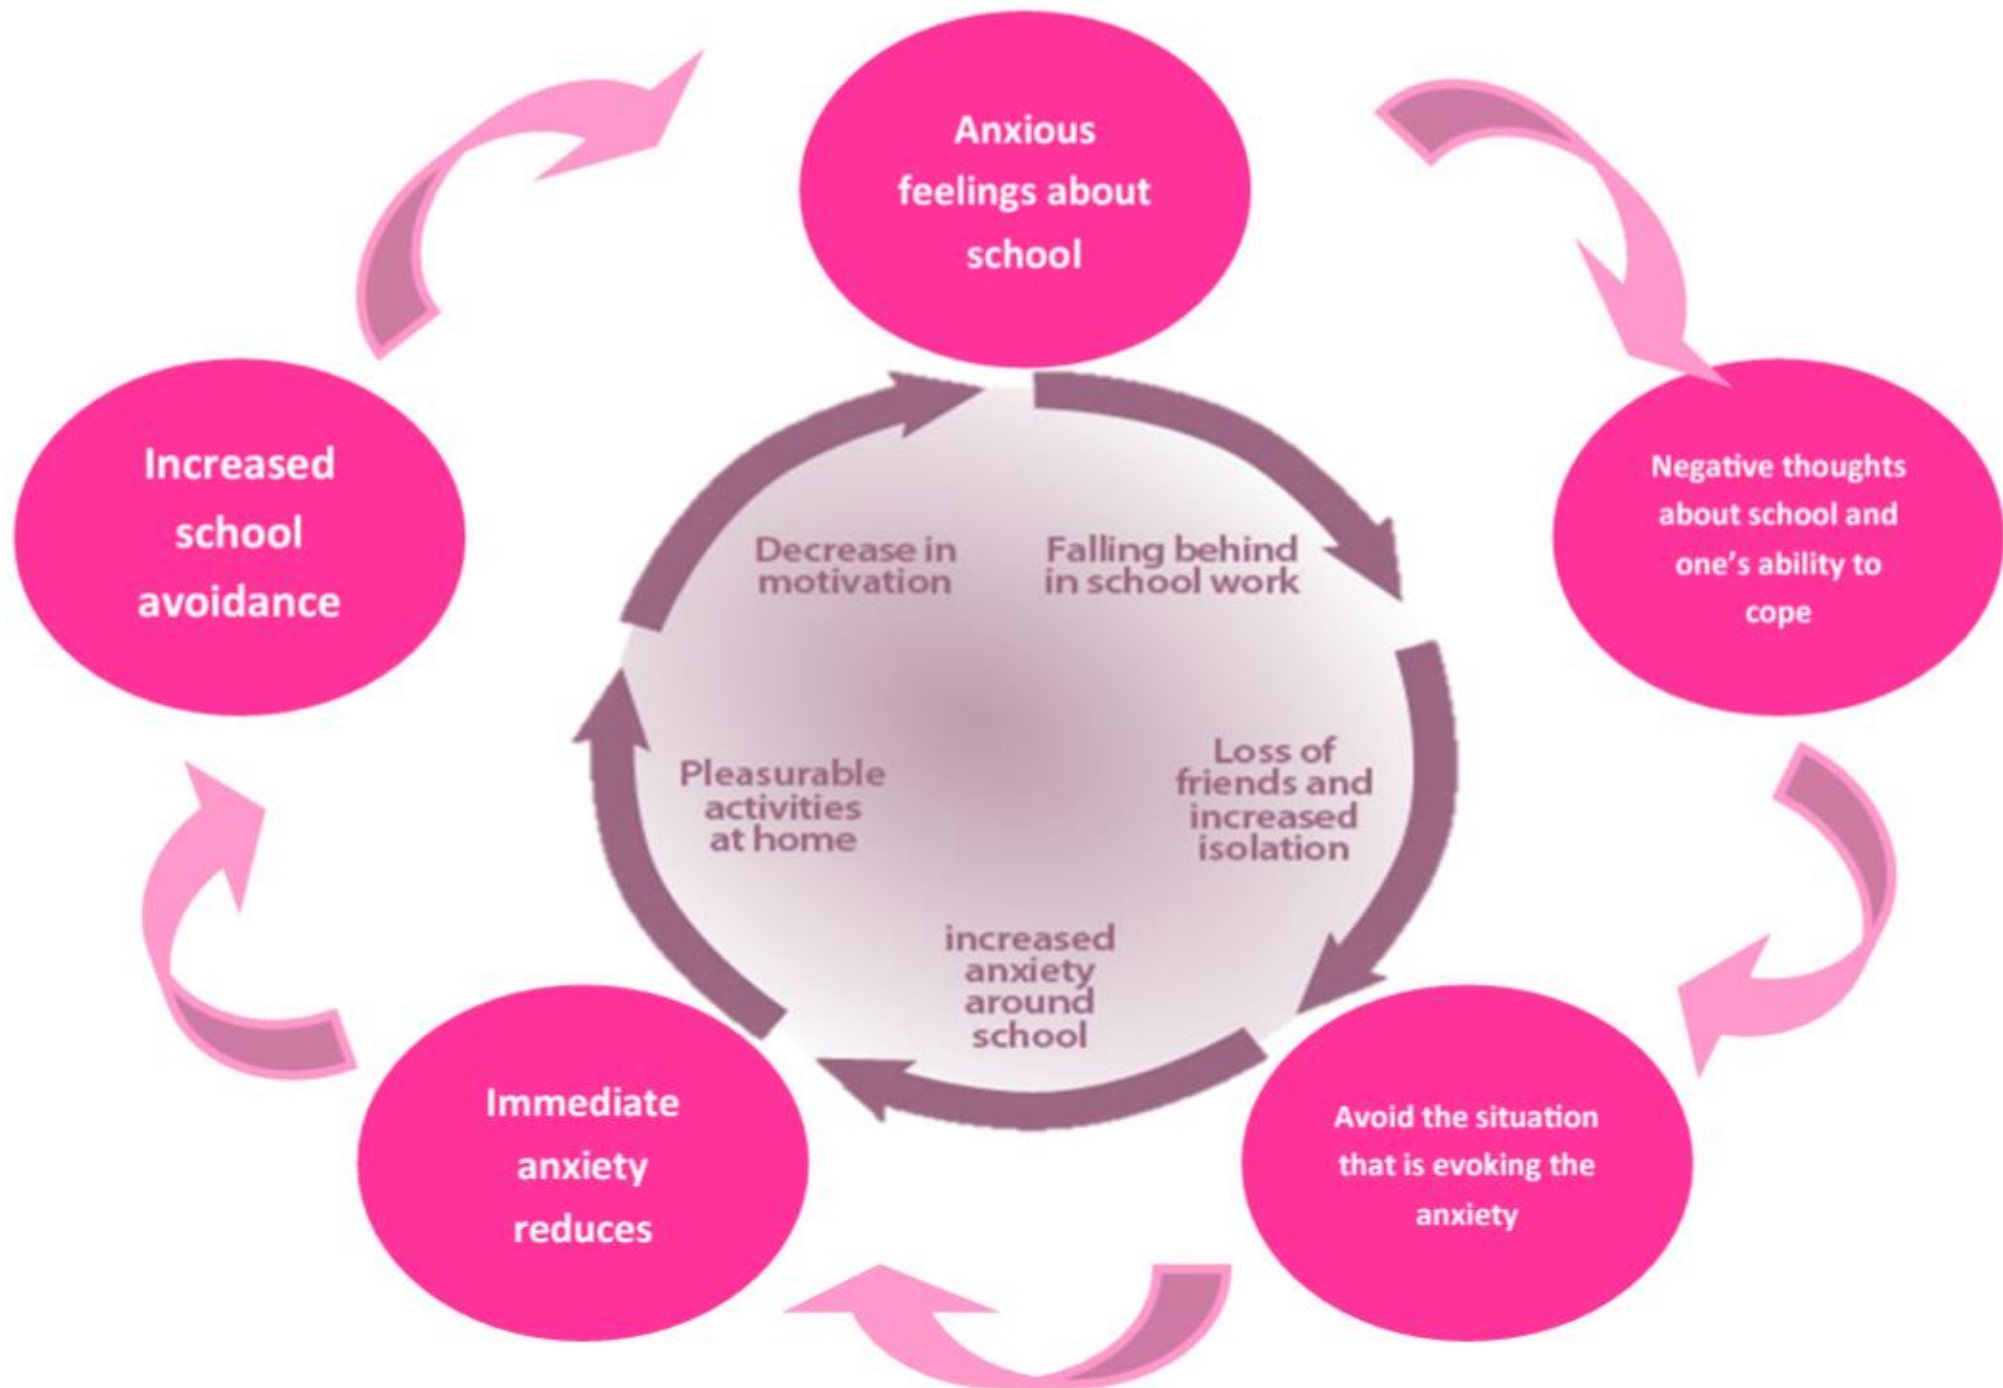 Anxious
feelings about
school
Negative thoughts
about school and
one's ability to
cope
Avoid the situation
that is evoking the
anxiety
Immediate
anxiety
reduces
Increased
school
avoidance
Falling behind
in school work
Loss of
friends and
increased
isolation
increased
anxiety
around
school
Pleasurable
activities
at home
Decrease in
motivation